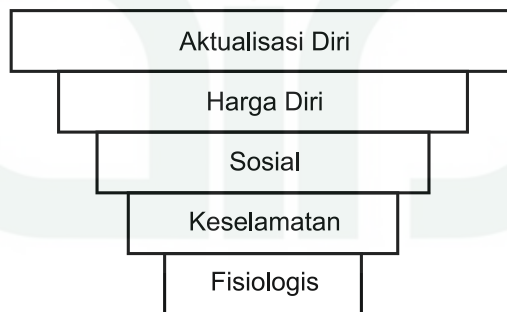 Aktualisasi Diri
Harga Diri
Sosial
Keselamatan
Fisiologis